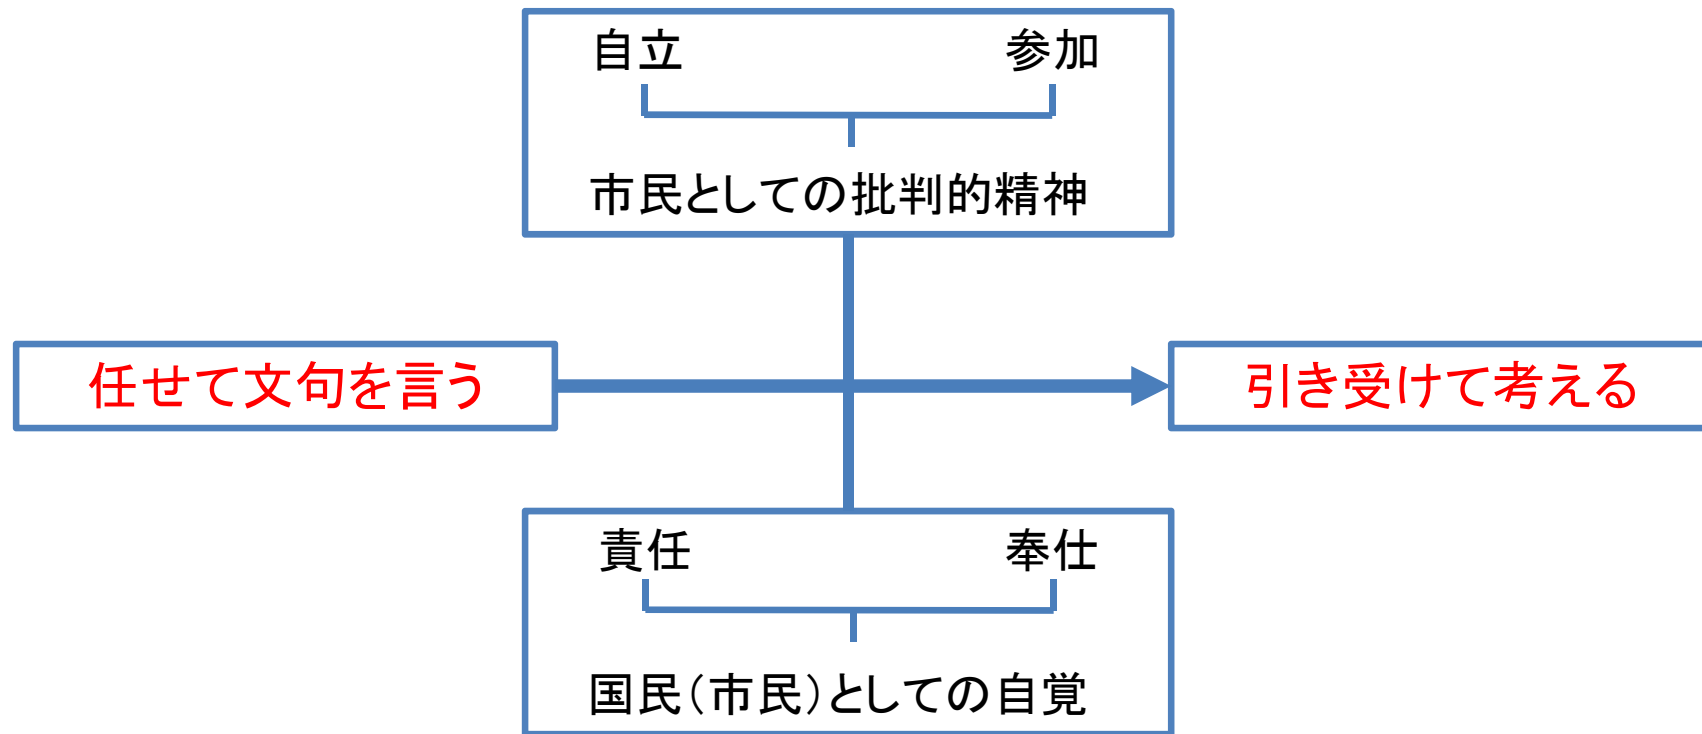 自立 参加
市民としての批判的精神
任せて文句を言う
引き受けて考える
責任 奉仕
国民（市民）としての自覚